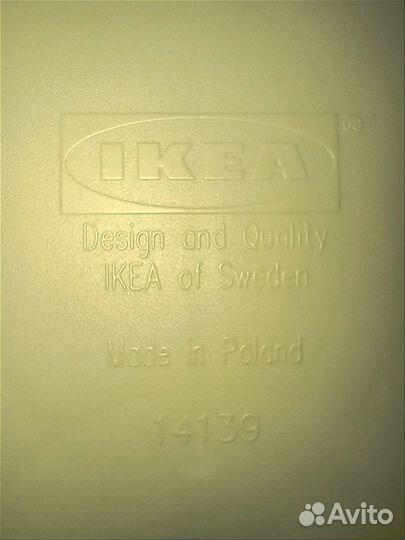 IKEA®
Design and Quality
IKEA of Sweden
Made in Poland
14139
Avito